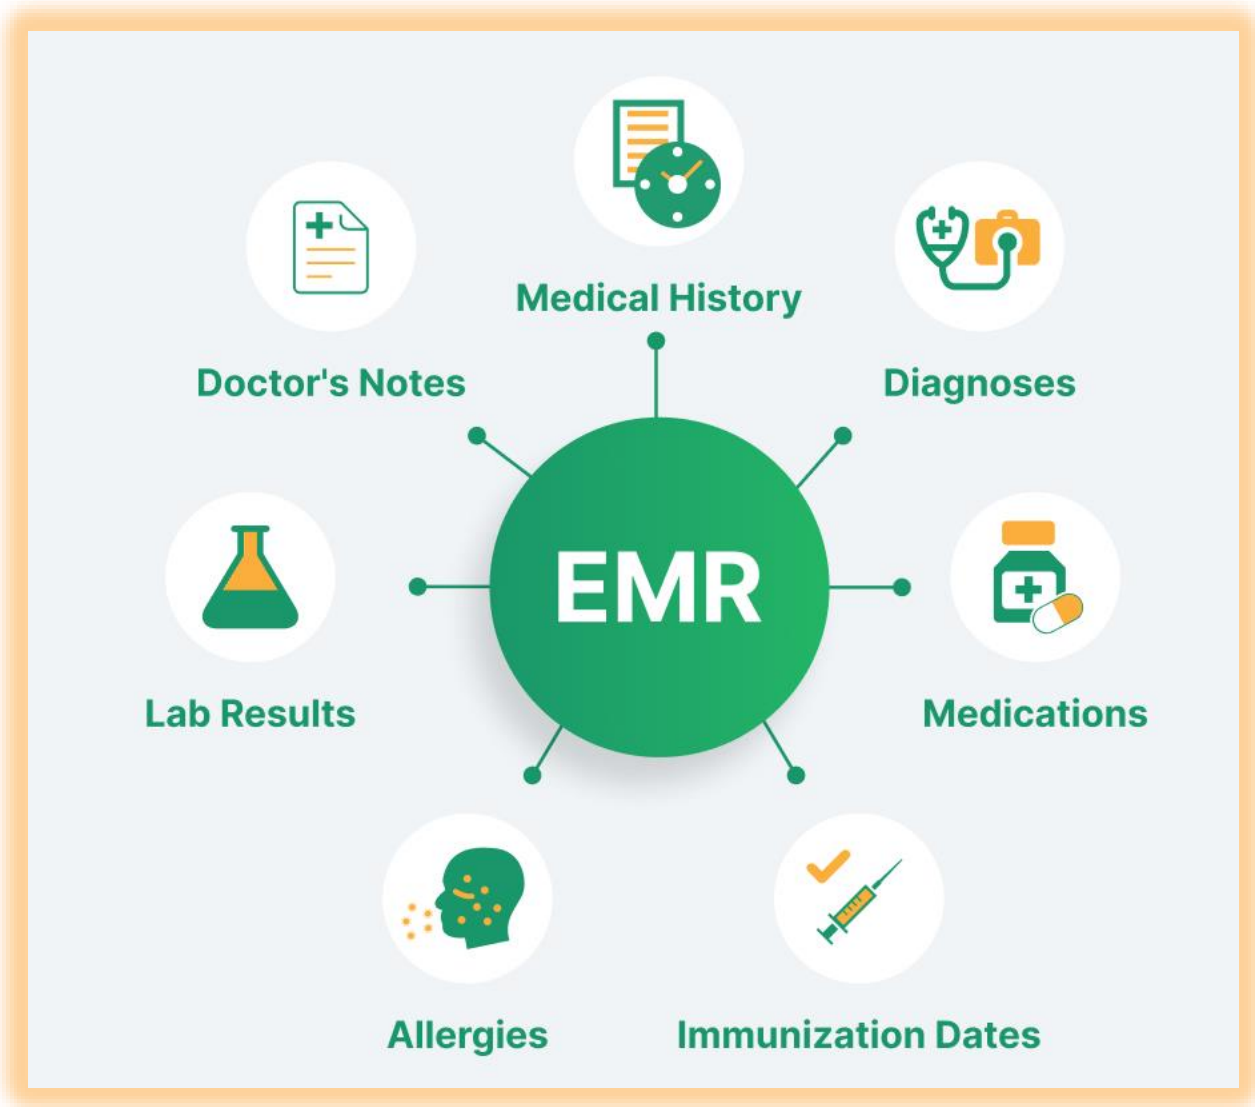 Medical History
Doctor's Notes
Diagnoses
EMR
Lab Results
Medications
Allergies
Immunization Dates